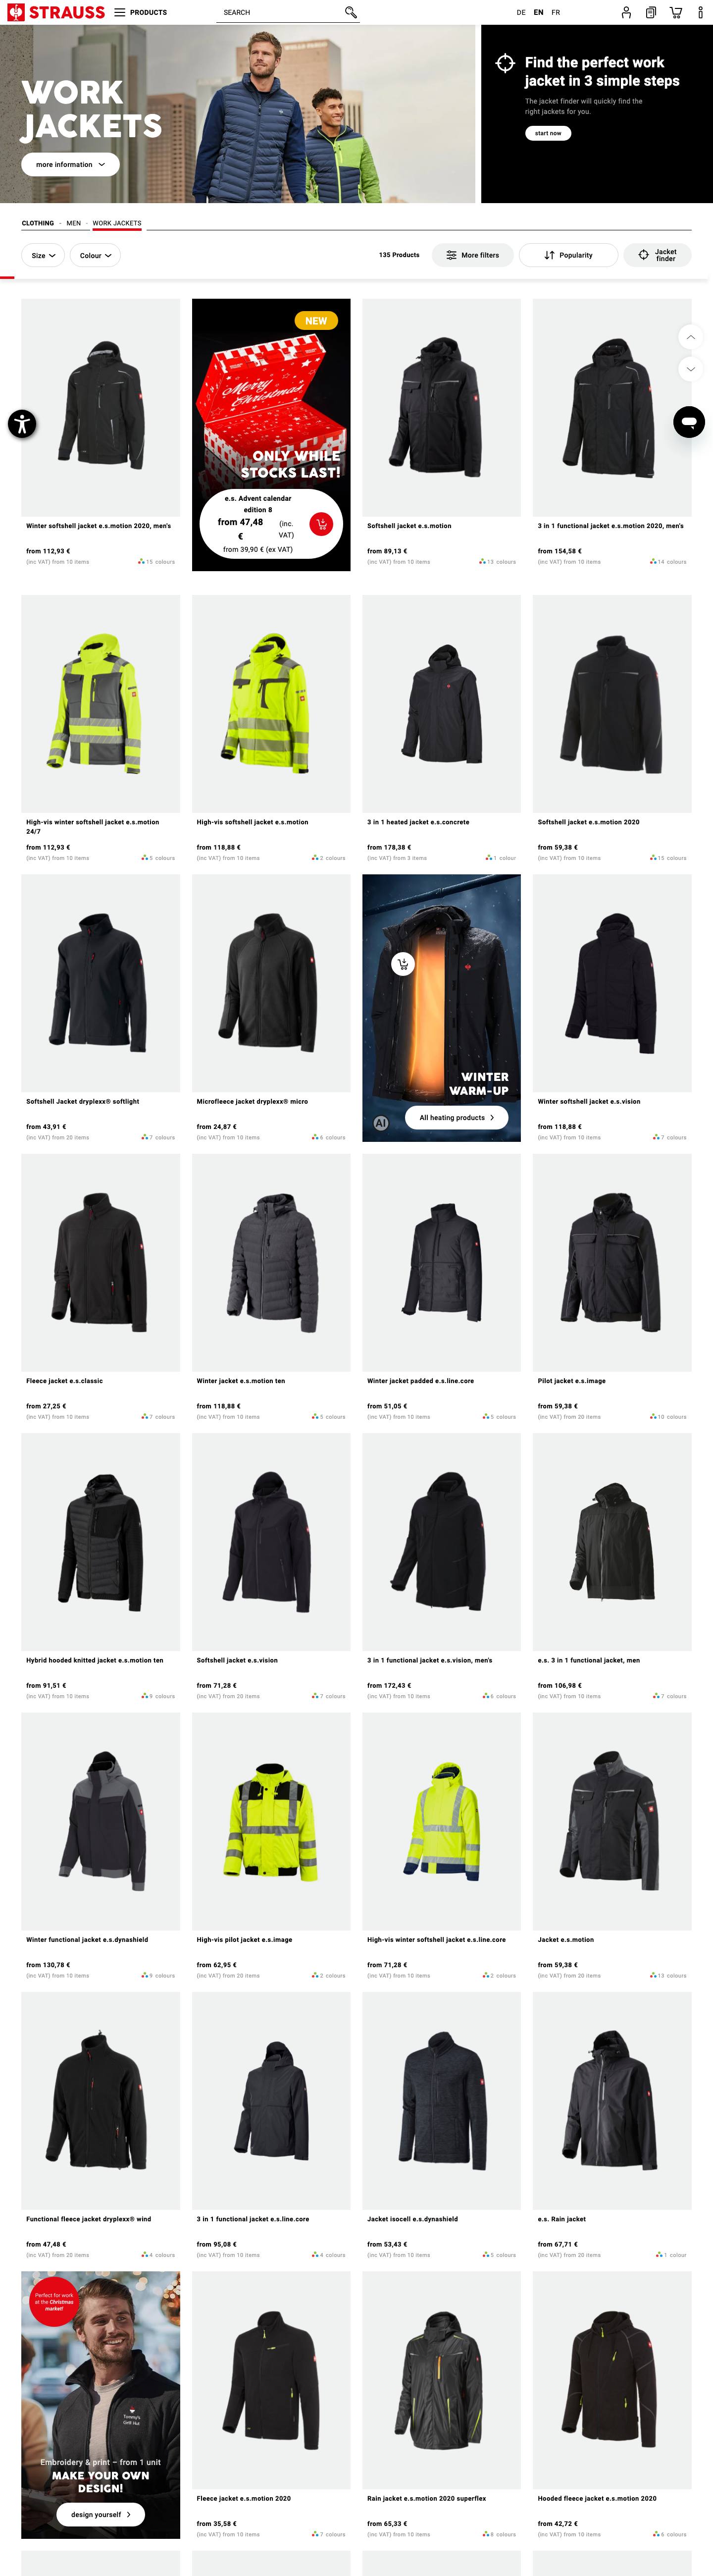 STRAUSS
PRODUCTS
SEARCH
DE EN FR
WORK
JACKETS
more information
Find the perfect work
jacket in 3 simple steps
The jacket finder will quickly find the
right jackets for you.
start now
CLOTHING - MEN - WORK JACKETS
Size
Colour
135 Products
More filters
Popularity
Jacket
finder
Winter softshell jacket e.s.motion 2020, men's
from 112,93 €
(inc VAT) from 10 items
15 colours
NEW
Merry Christmas
ONLY WHILE
STOCKS LAST!
e.s. Advent calendar
edition 8
from 47,48
€
(inc.
VAT)
from 39,90 € (ex VAT)
Softshell jacket e.s.motion
from 89,13 €
(inc VAT) from 10 items
13 colours
3 in 1 functional jacket e.s.motion 2020, men's
from 154,58 €
(inc VAT) from 10 items
14 colours
High-vis winter softshell jacket e.s.motion
24/7
from 112,93 €
(inc VAT) from 10 items
5 colours
High-vis softshell jacket e.s.motion
from 118,88 €
(inc VAT) from 10 items
2 colours
3 in 1 heated jacket e.s.concrete
from 178,38 €
(inc VAT) from 3 items
1 colour
Softshell jacket e.s.motion 2020
from 59,38 €
(inc VAT) from 10 items
15 colours
Softshell Jacket dryplexx® softlight
from 43,91 €
(inc VAT) from 20 items
7 colours
Microfleece jacket dryplexx® micro
from 24,87 €
(inc VAT) from 10 items
6 colours
WINTER
WARM-UP
AI
All heating products
Winter softshell jacket e.s.vision
from 118,88 €
(inc VAT) from 10 items
7 colours
Fleece jacket e.s.classic
from 27,25 €
(inc VAT) from 10 items
7 colours
Winter jacket e.s.motion ten
from 118,88 €
(inc VAT) from 10 items
5 colours
Winter jacket padded e.s.line.core
from 51,05 €
(inc VAT) from 10 items
5 colours
Pilot jacket e.s.image
from 59,38 €
(inc VAT) from 20 items
10 colours
Hybrid hooded knitted jacket e.s.motion ten
from 91,51 €
(inc VAT) from 10 items
9 colours
Softshell jacket e.s.vision
from 71,28 €
(inc VAT) from 20 items
7 colours
3 in 1 functional jacket e.s.vision, men's
from 172,43 €
(inc VAT) from 10 items
6 colours
e.s. 3 in 1 functional jacket, men
from 106,98 €
(inc VAT) from 10 items
7 colours
Winter functional jacket e.s.dynashield
from 130,78 €
(inc VAT) from 10 items
9 colours
High-vis pilot jacket e.s.image
from 62,95 €
(inc VAT) from 20 items
2 colours
High-vis winter softshell jacket e.s.line.core
from 71,28 €
(inc VAT) from 10 items
2 colours
Jacket e.s.motion
from 59,38 €
(inc VAT) from 20 items
13 colours
Functional fleece jacket dryplexx® wind
from 47,48 €
(inc VAT) from 20 items
4 colours
3 in 1 functional jacket e.s.line.core
from 95,08 €
(inc VAT) from 10 items
4 colours
Jacket isocell e.s.dynashield
from 53,43 €
(inc VAT) from 10 items
5 colours
e.s. Rain jacket
from 67,71 €
(inc VAT) from 20 items
1 colour
Perfect for work
at the Christmas
market!
Tommy's
Grill Hut
Embroidery & print – from 1 unit
MAKE YOUR OWN
DESIGN!
design yourself
Fleece jacket e.s.motion 2020
from 35,58 €
(inc VAT) from 10 items
7 colours
Rain jacket e.s.motion 2020 superflex
from 65,33 €
(inc VAT) from 10 items
8 colours
Hooded fleece jacket e.s.motion 2020
from 42,72 €
(inc VAT) from 10 items
6 colours